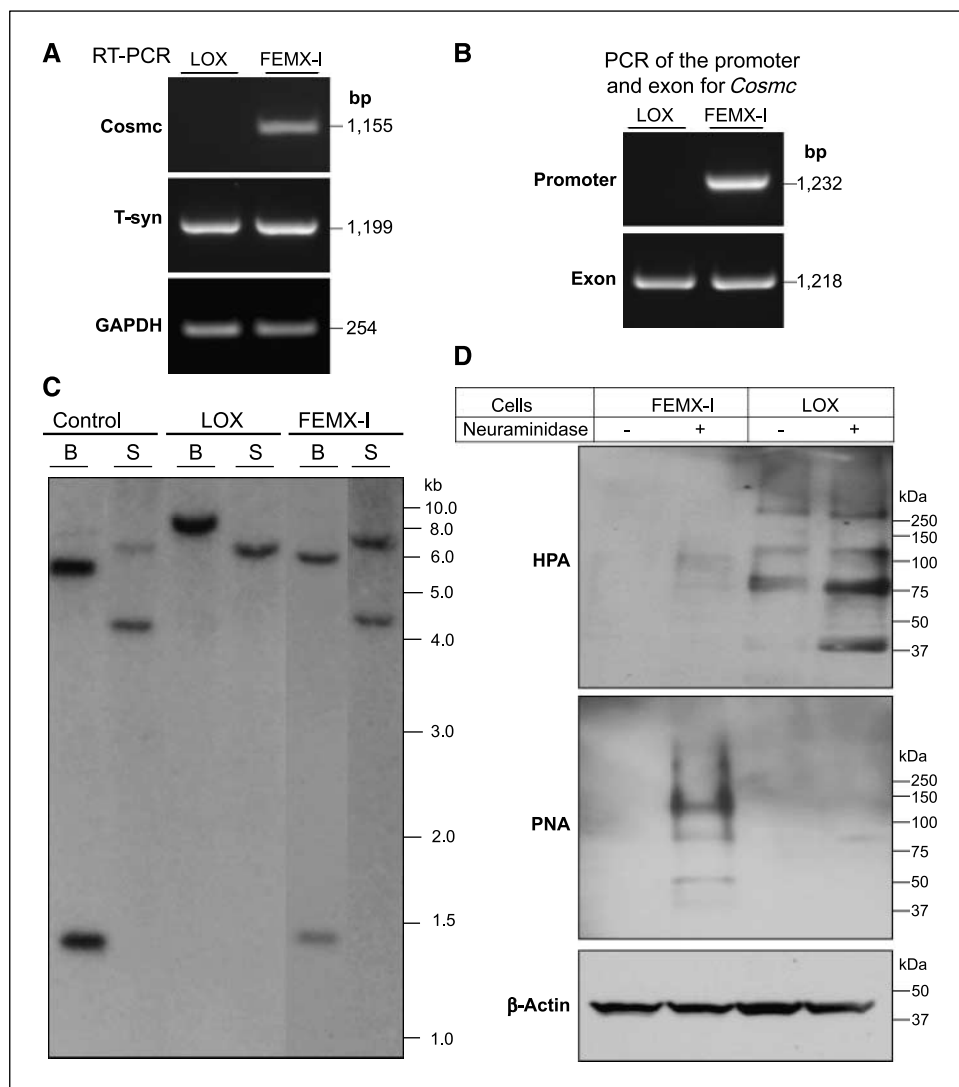 A
RT-PCR
LOX FEMX-I
bp
Cosmc
1,155
T-syn
1,199
GAPDH
254
B
PCR of the promoter
and exon for Cosmc
LOX FEMX-I
bp
Promoter
1,232
Exon
1,218
C
Control LOX FEMX-I
B S B S B S
kb
10.0
8.0
6.0
5.0
4.0
3.0
2.0
1.5
1.0
D
Cells FEMX-I LOX
Neuraminidase - + - +
kDa
HPA
250
150
100
75
50
37
kDa
PNA
250
150
100
75
50
37
kDa
β-Actin
50
37